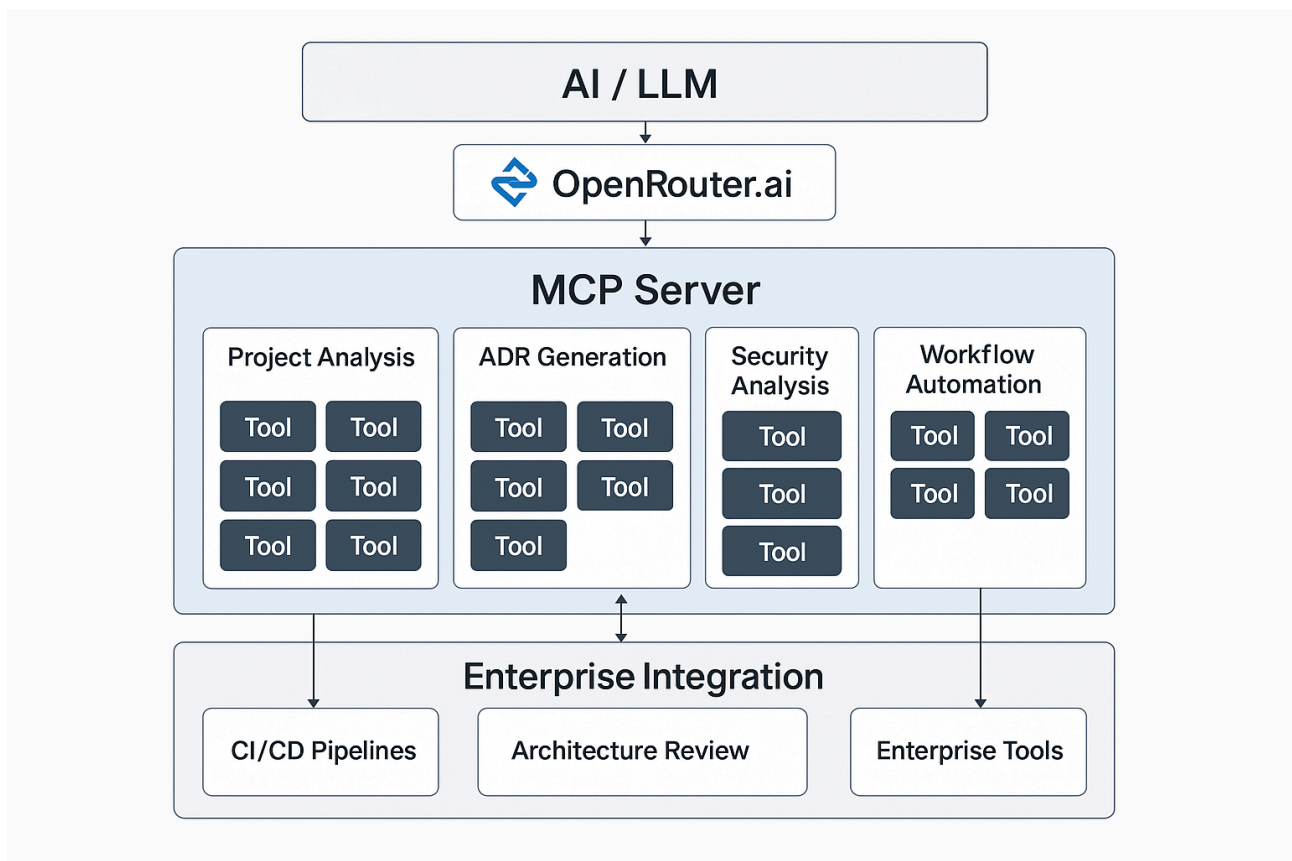 AI / LLM
OpenRouter.ai
MCP Server
Project Analysis
Tool Tool
Tool Tool
Tool Tool
ADR Generation
Tool Tool
Tool Tool
Tool
Security
Analysis
Tool
Tool
Tool
Workflow
Automation
Tool Tool
Tool Tool
Enterprise Integration
CI/CD Pipelines
Architecture Review
Enterprise Tools